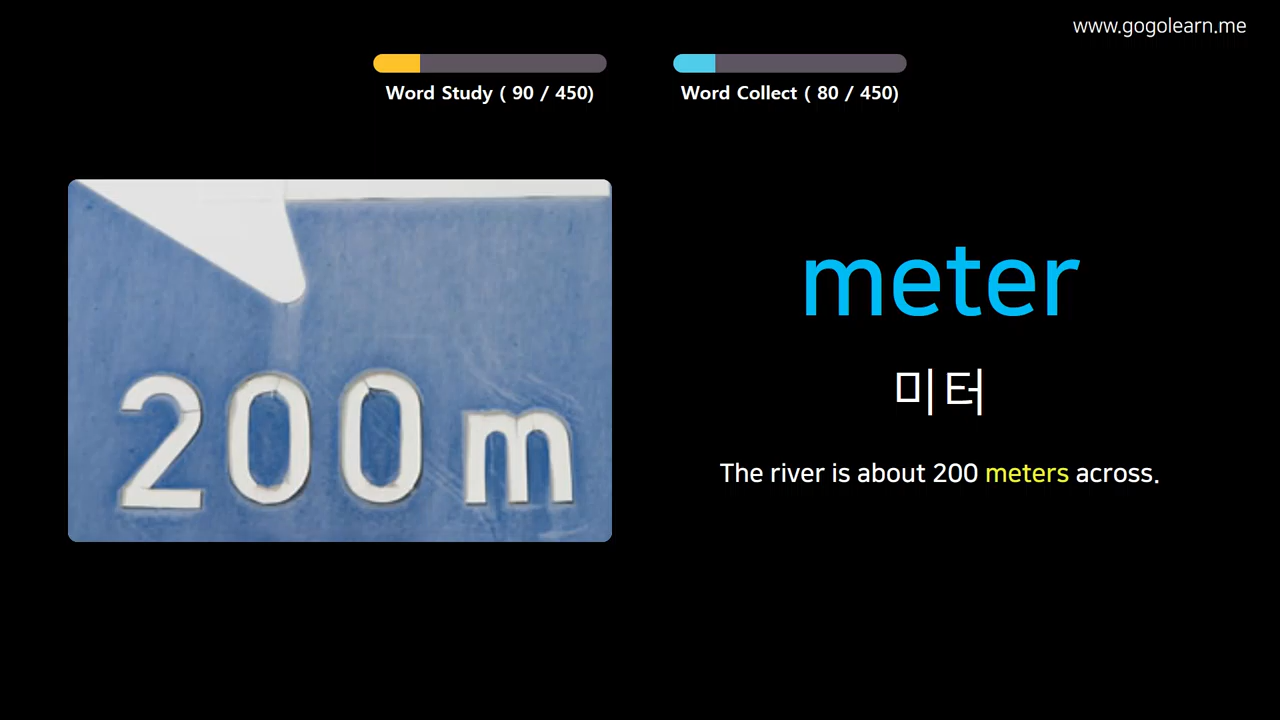 www.gogolearn.me
Word Study ( 90 / 450)
Word Collect ( 80 / 450)
200 m
meter
미터
The river is about 200 meters across.